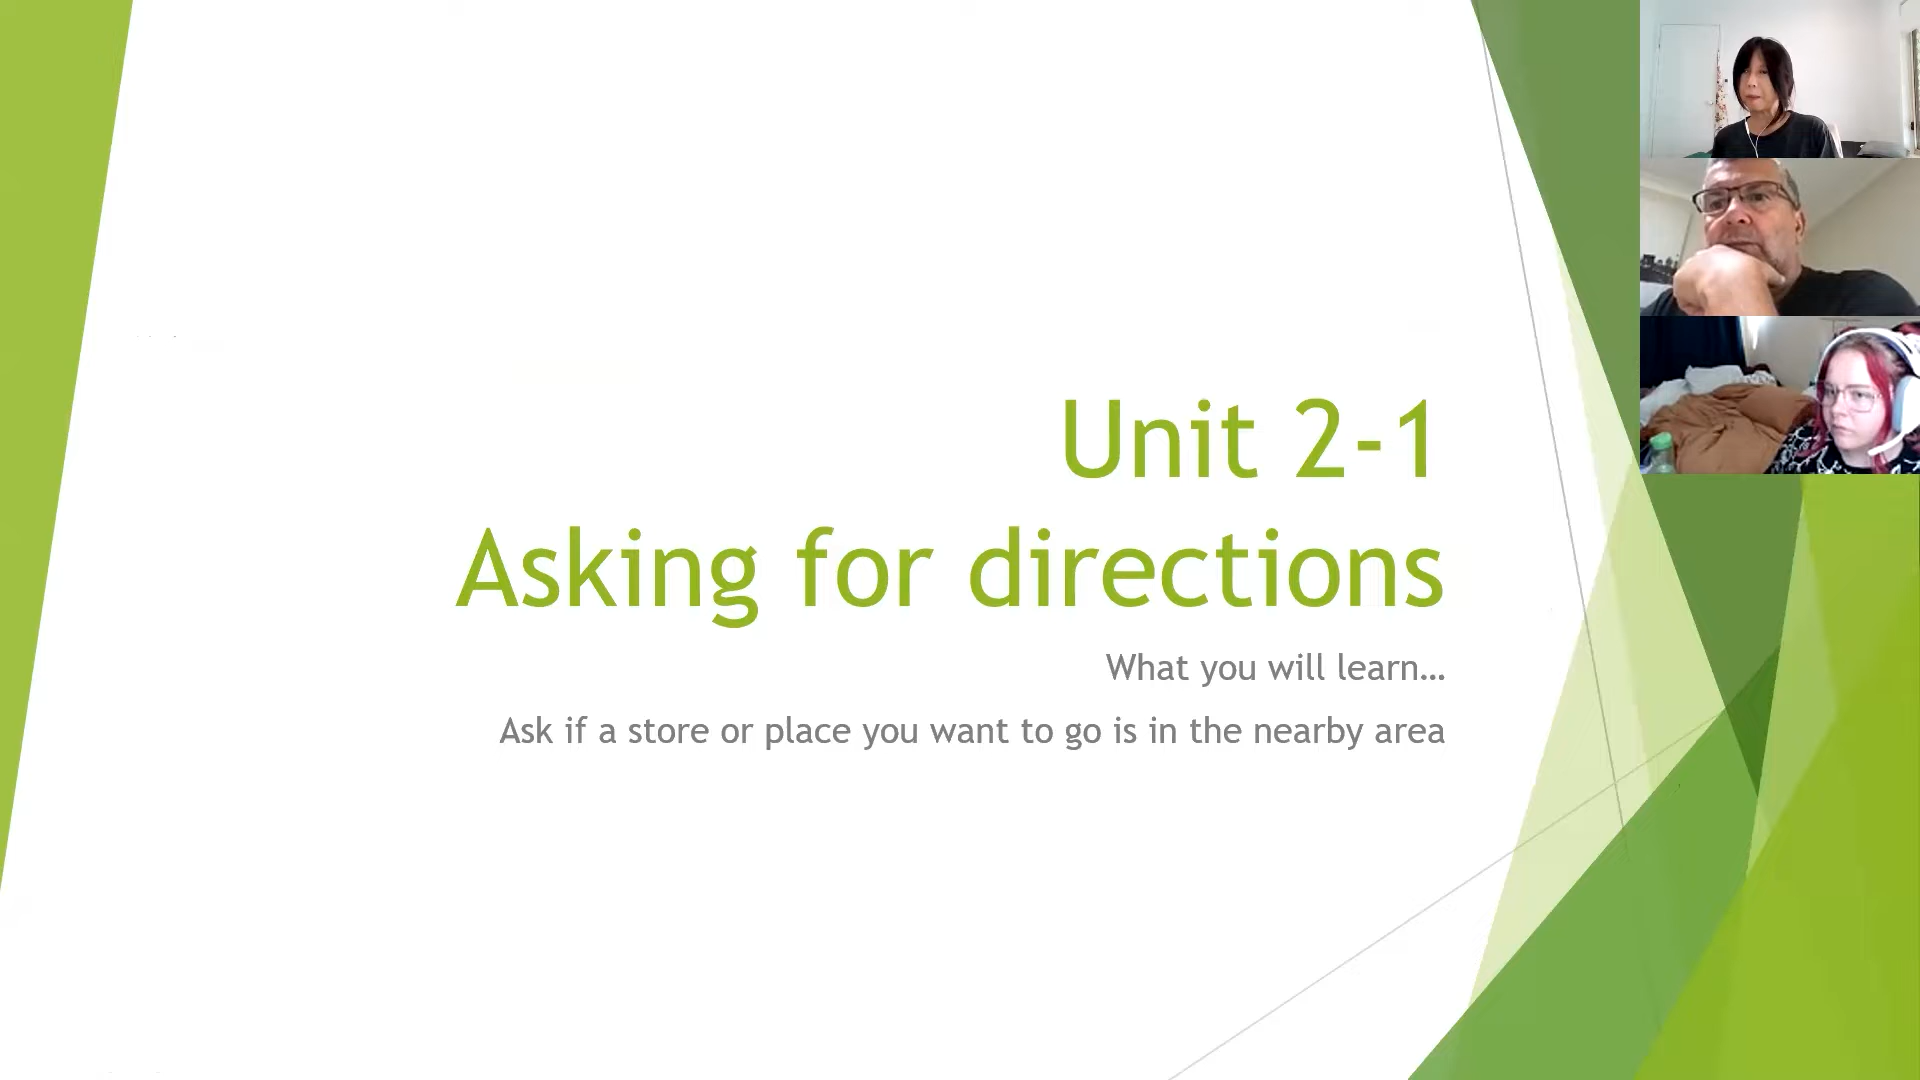 Unit 2-1
Asking for directions
What you will learn…
Ask if a store or place you want to go is in the nearby area